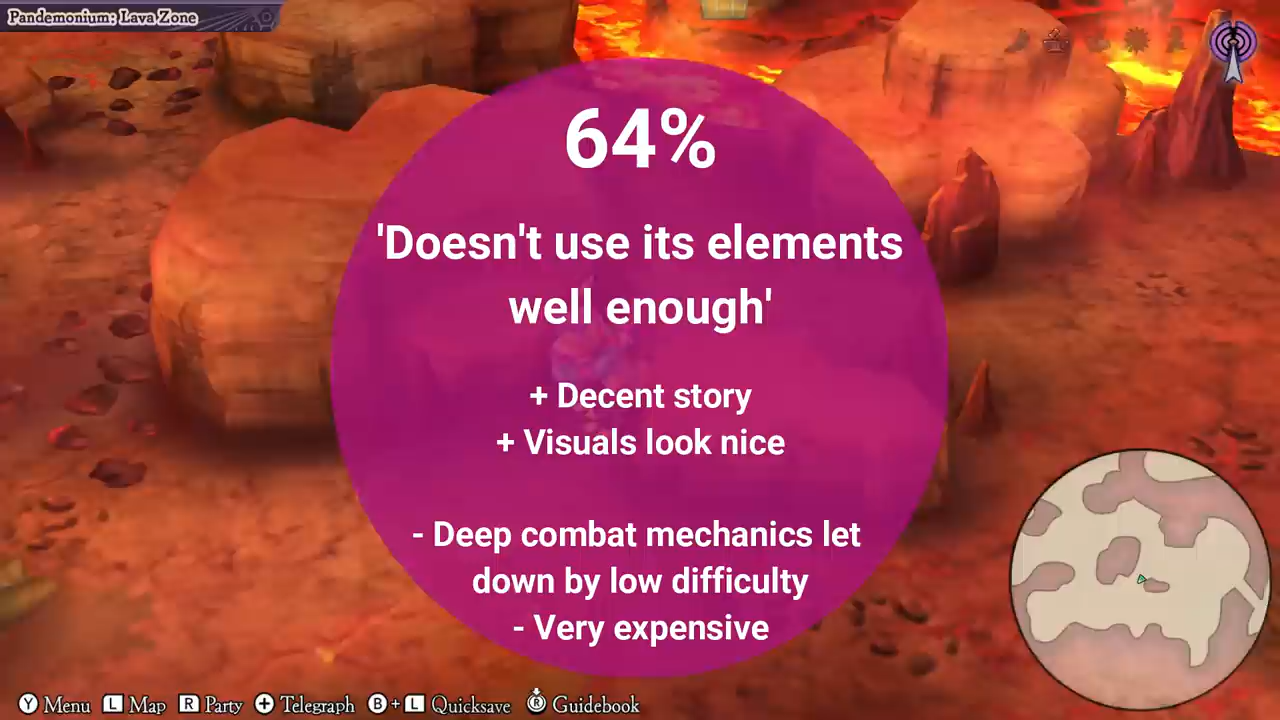 Pandemonium: Lava Zone
64%
'Doesn't use its elements
well enough'
+ Decent story
+ Visuals look nice
- Deep combat mechanics let
down by low difficulty
- Very expensive
Y Menu L Map R Party + Telegraph B + L Quicksave R Guidebook